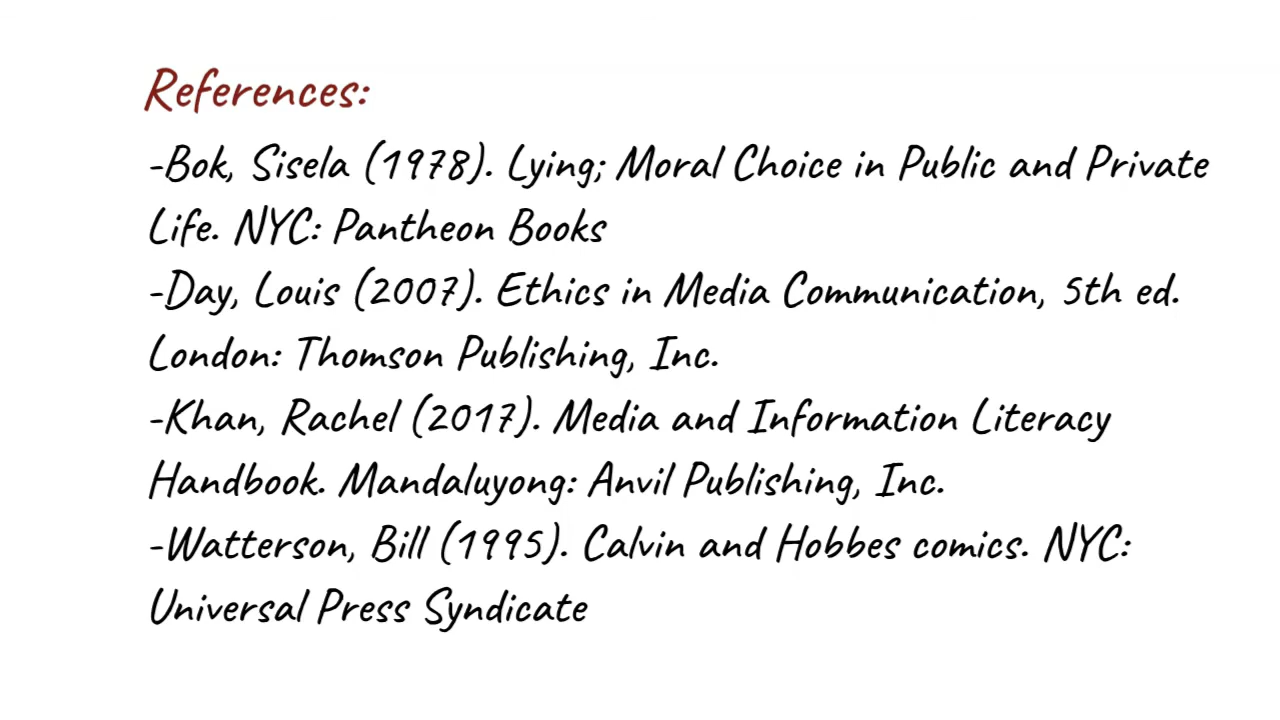 References:
-Bok, Sisela (1978). Lying; Moral Choice in Public and Private
Life. NYC: Pantheon Books
-Day, Louis (2007). Ethics in Media Communication, 5th ed.
London: Thomson Publishing, Inc.
-Khan, Rachel (2017). Media and Information Literacy
Handbook. Mandaluyong: Anvil Publishing, Inc.
-Watterson, Bill (1995). Calvin and Hobbes comics. NYC:
Universal Press Syndicate